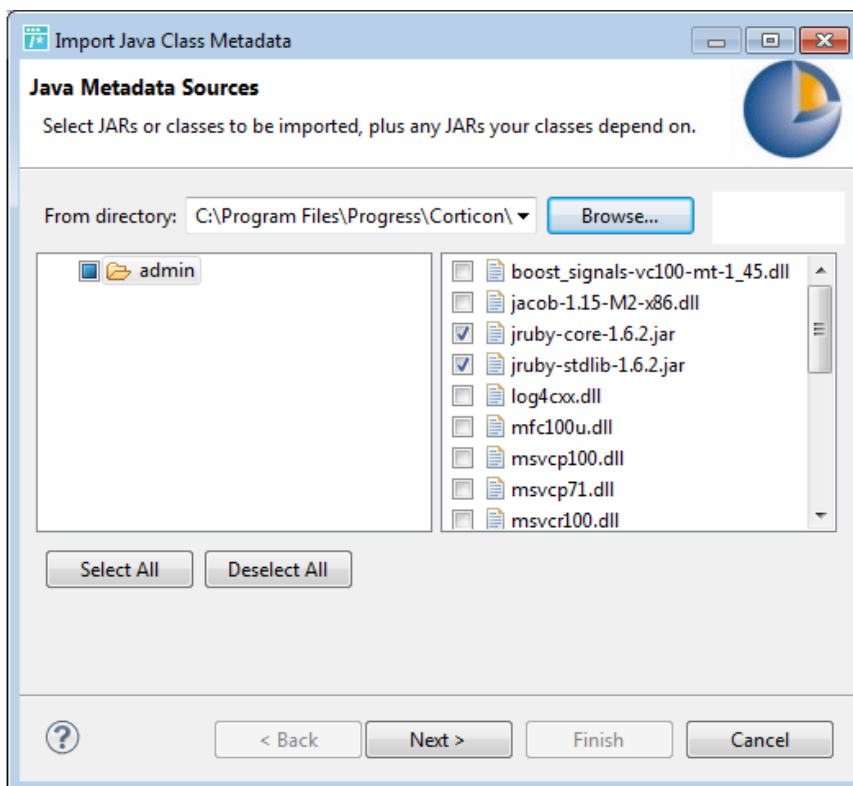 Import Java Class Metadata
Java Metadata Sources
Select JARs or classes to be imported, plus any JARs your classes depend on.
From directory: C:\Program Files\Progress\Corticon\ Browse...
admin
boost_signals-vc100-mt-1_45.dll
jacob-1.15-M2-x86.dll
jruby-core-1.6.2.jar
jruby-stdlib-1.6.2.jar
log4cxx.dll
mfc100u.dll
msvcp100.dll
msvcp71.dll
msvcr100.dll
Select All Deselect All
? < Back Next > Finish Cancel